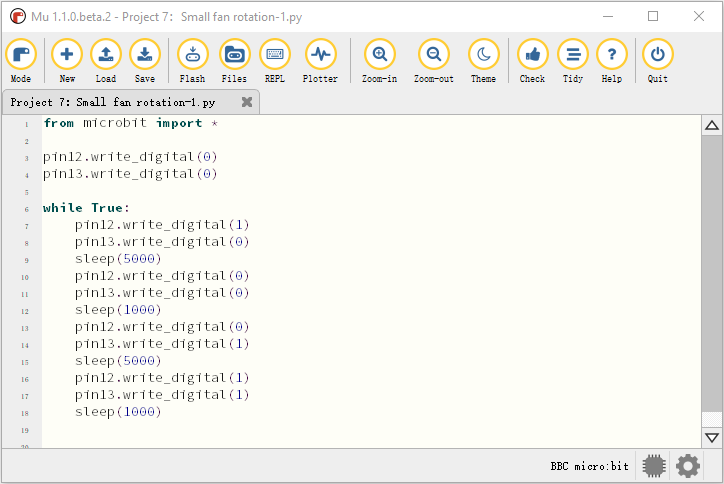 Mu 1.1.0.beta.2 - Project 7: Small fan rotation-1.py
Mode New Load Save Flash Files REPL Plotter Zoom-in Zoom-out Theme Check Tidy Help Quit
Project 7: Small fan rotation-1.py
1 from microbit import *
2
3 pin12.write_digital(0)
4 pin13.write_digital(0)
5
6 while True:
7 pin12.write_digital(1)
8 pin13.write_digital(0)
9 sleep(5000)
10 pin12.write_digital(0)
11 pin13.write_digital(0)
12 sleep(1000)
13 pin12.write_digital(0)
14 pin13.write_digital(1)
15 sleep(5000)
16 pin12.write_digital(1)
17 pin13.write_digital(1)
18 sleep(1000)
19
20
BBC micro:bit